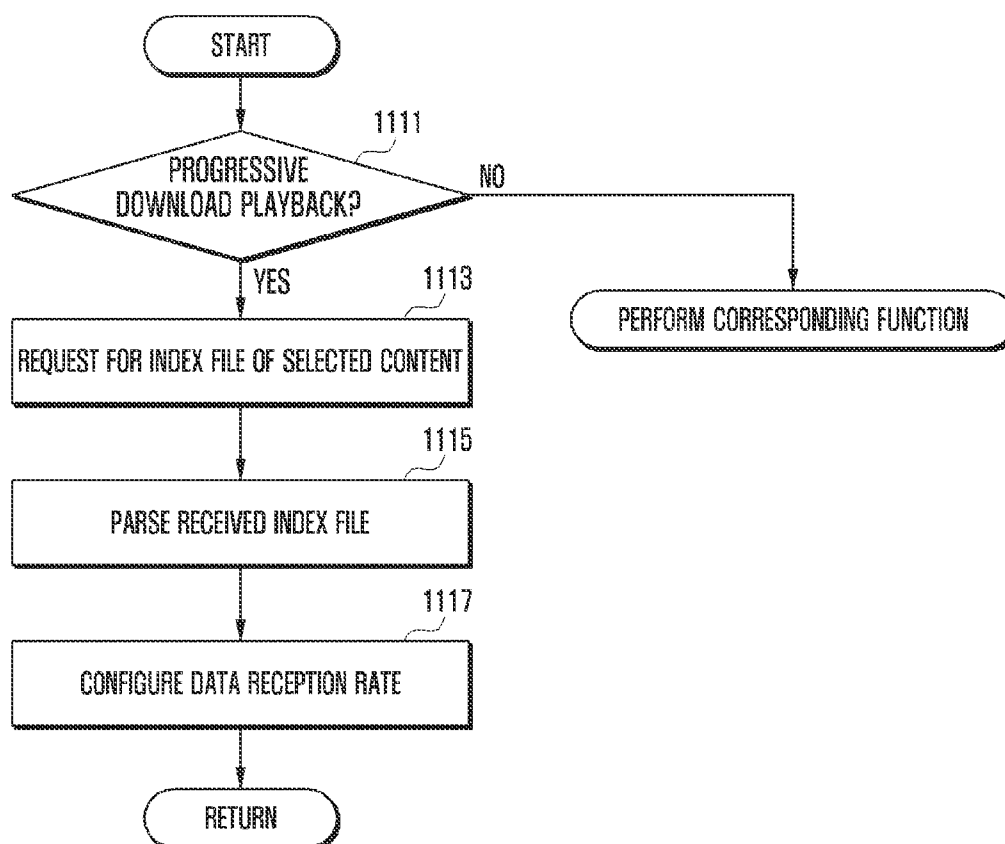 START
1111
PROGRESSIVE
DOWNLOAD PLAYBACK?
NO
YES
1113
PERFORM CORRESPONDING FUNCTION
REQUEST FOR INDEX FILE OF SELECTED CONTENT
1115
PARSE RECEIVED INDEX FILE
1117
CONFIGURE DATA RECEPTION RATE
RETURN